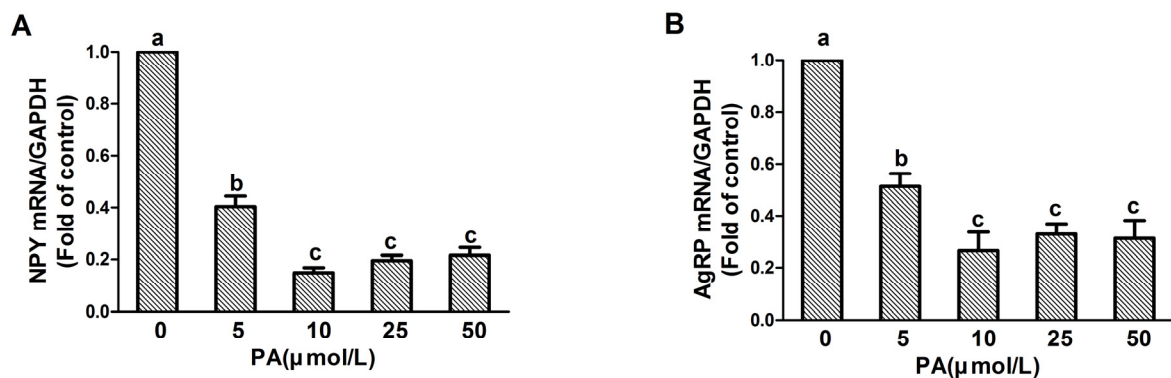 A
NPY mRNA/GAPDH
(Fold of control)
1.0
0.8
0.6
0.4
0.2
0.0
a
b
c
c
c
0 5 10 25 50
PA(μmol/L)
B
AgRP mRNA/GAPDH
(Fold of control)
1.0
0.8
0.6
0.4
0.2
0.0
a
b
c
c
c
0 5 10 25 50
PA(μmol/L)